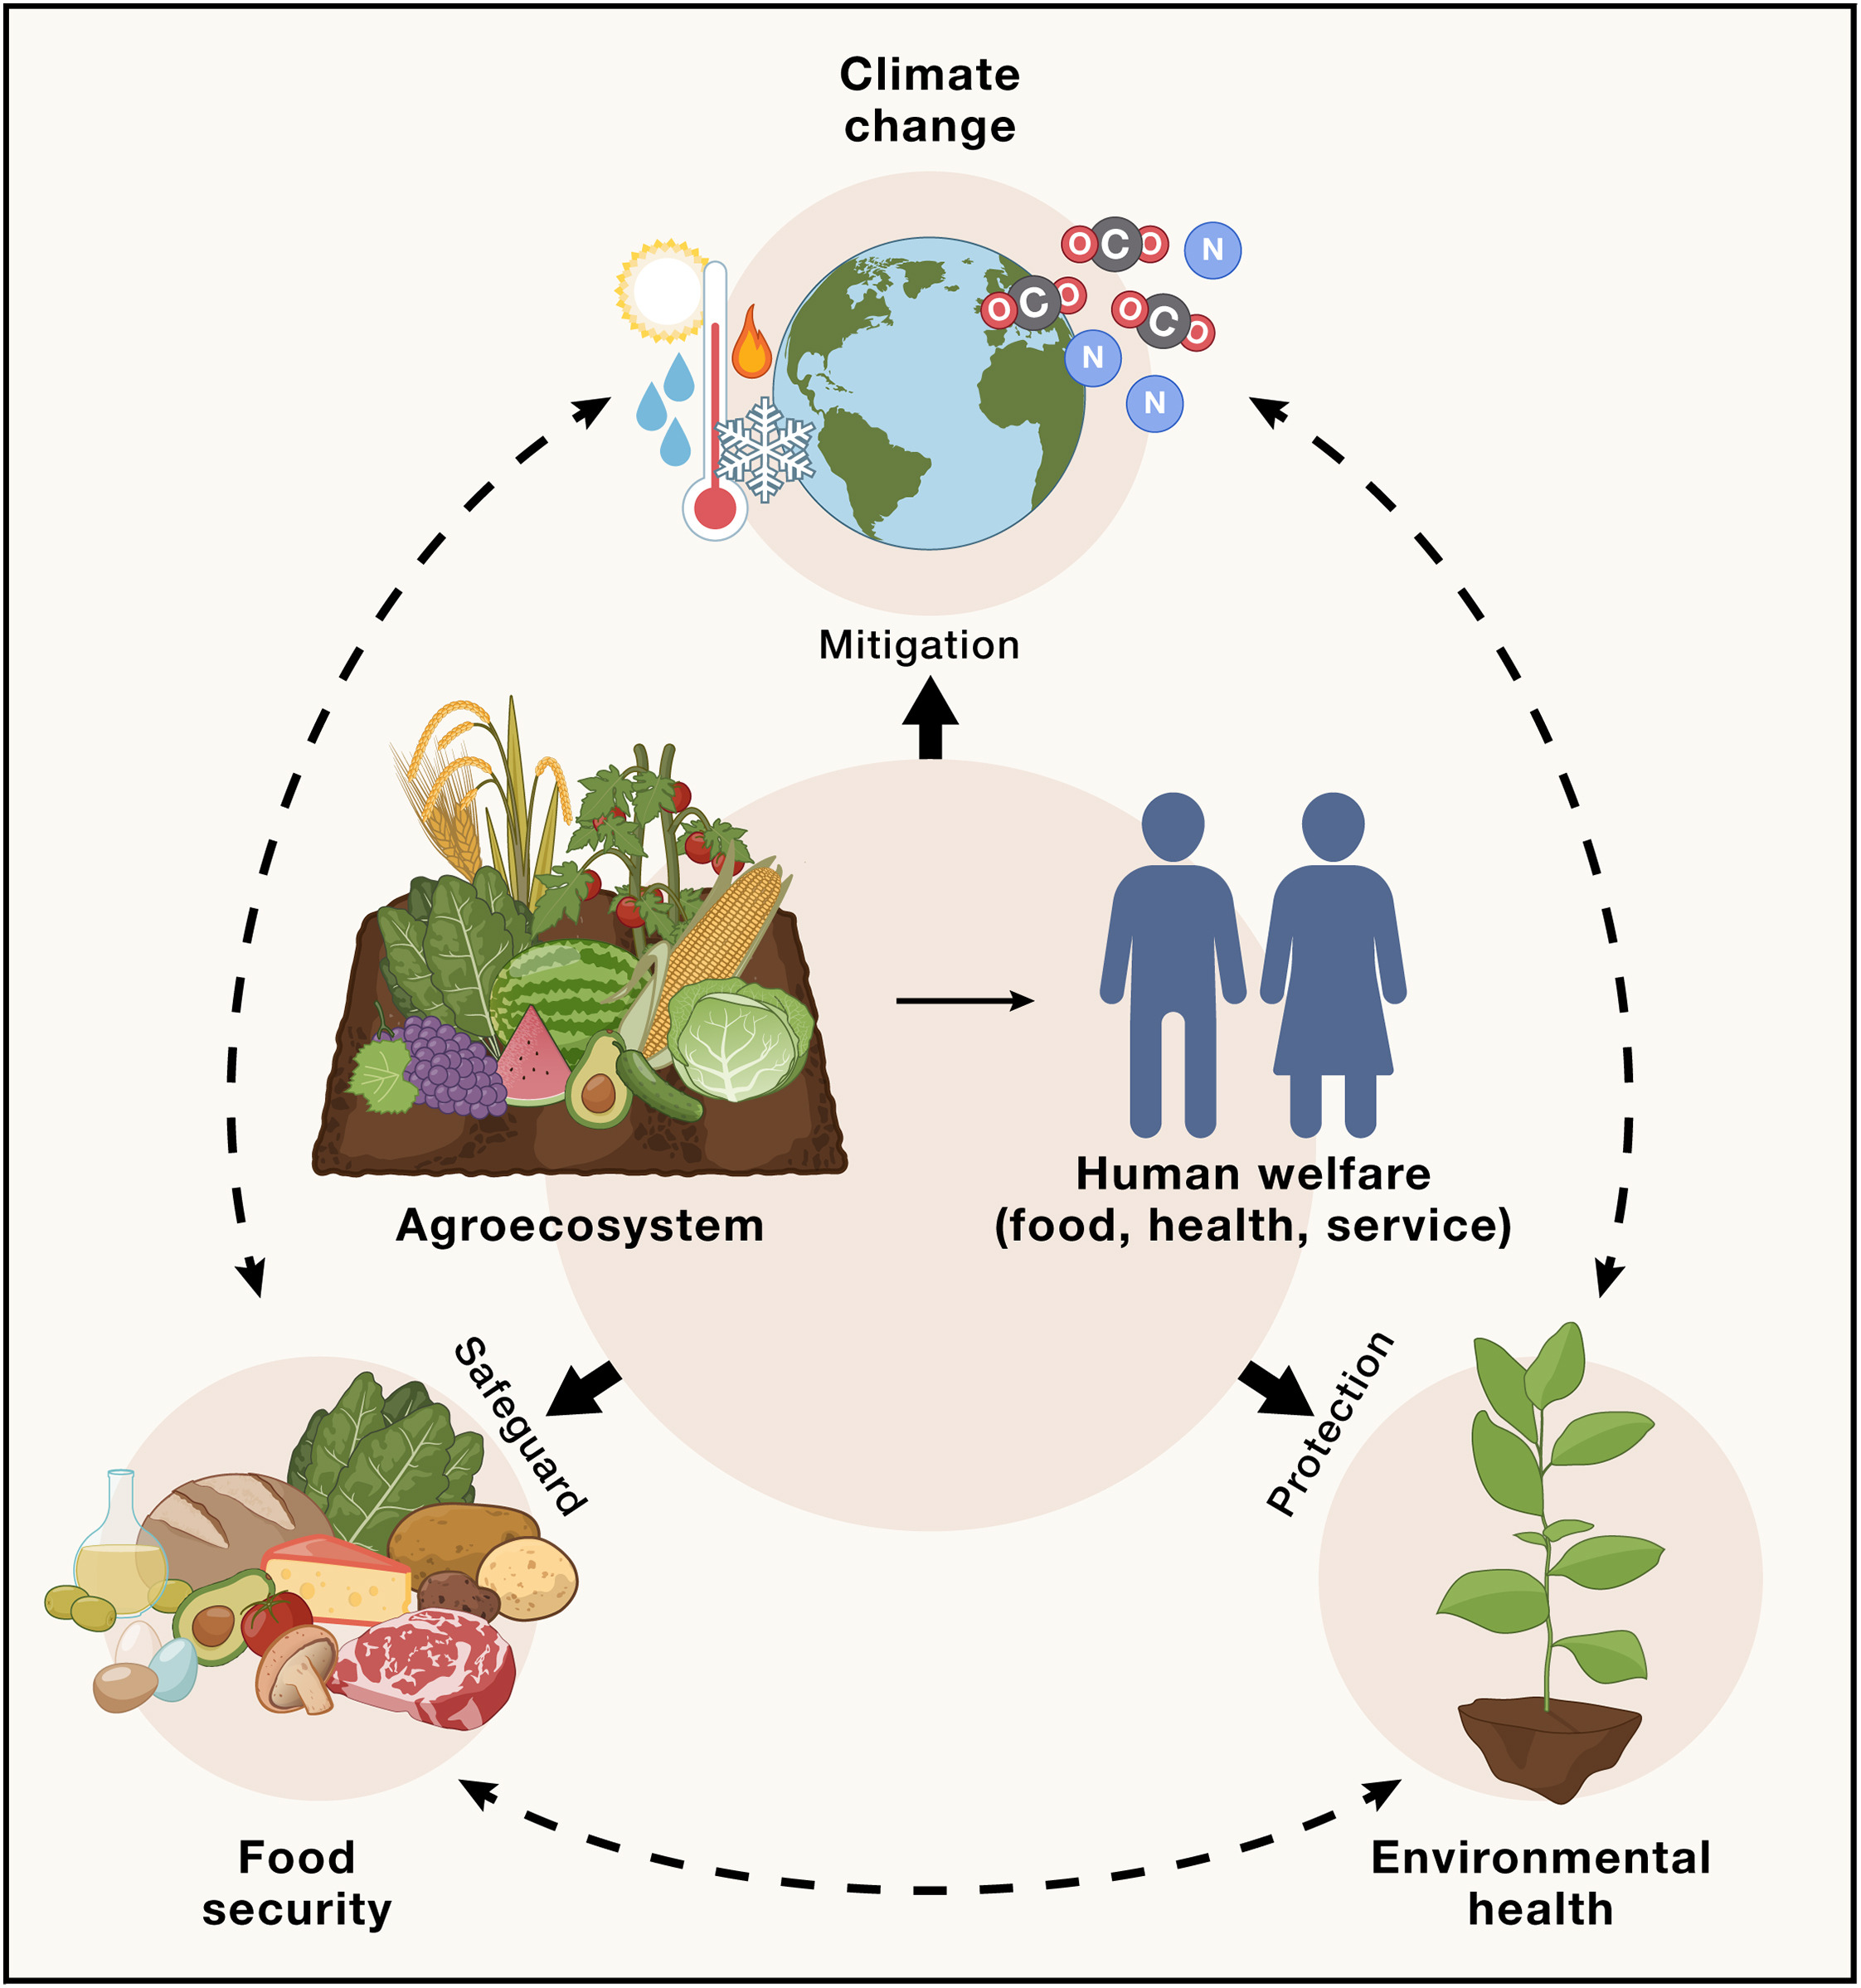 Climate
change
O C O N
O C O
O C O
N
N
Mitigation
Agroecosystem
Human welfare
(food, health, service)
Safeguard
Protection
Food
security
Environmental
health